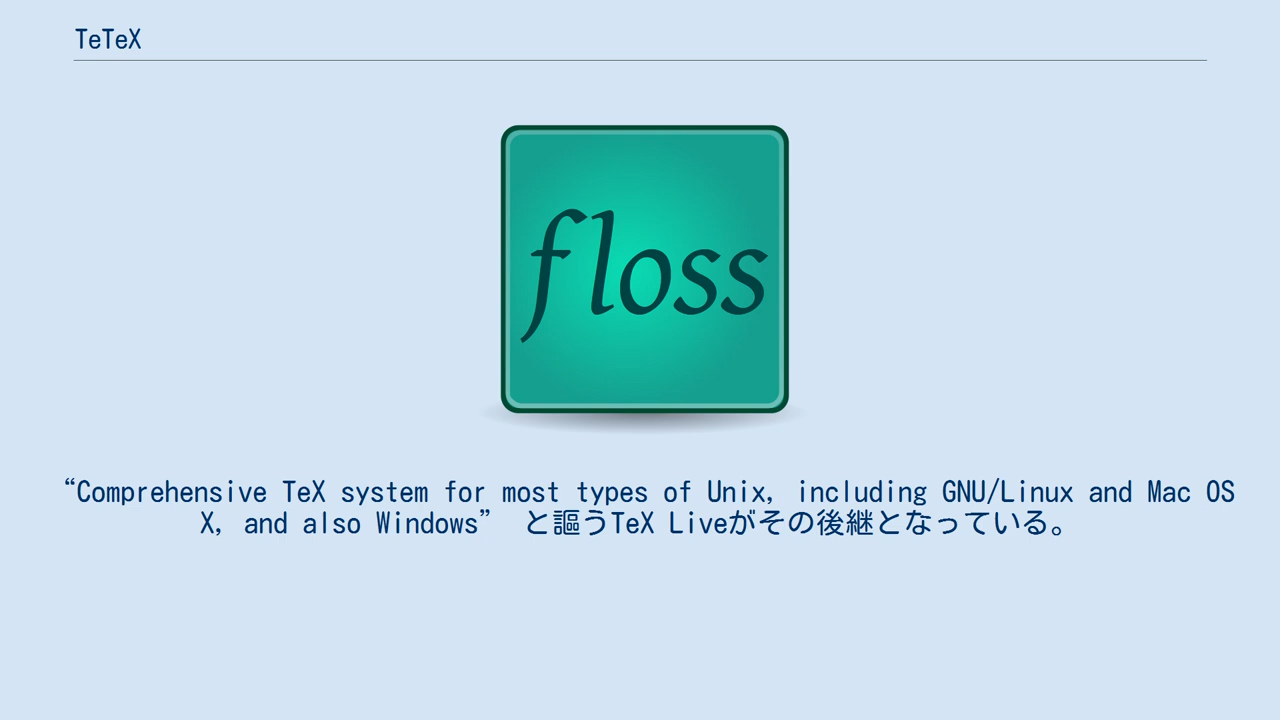 TeTeX
floss
“Comprehensive TeX system for most types of Unix, including GNU/Linux and Mac OS
X, and also Windows” と謳うTeX Liveがその後継となっている。